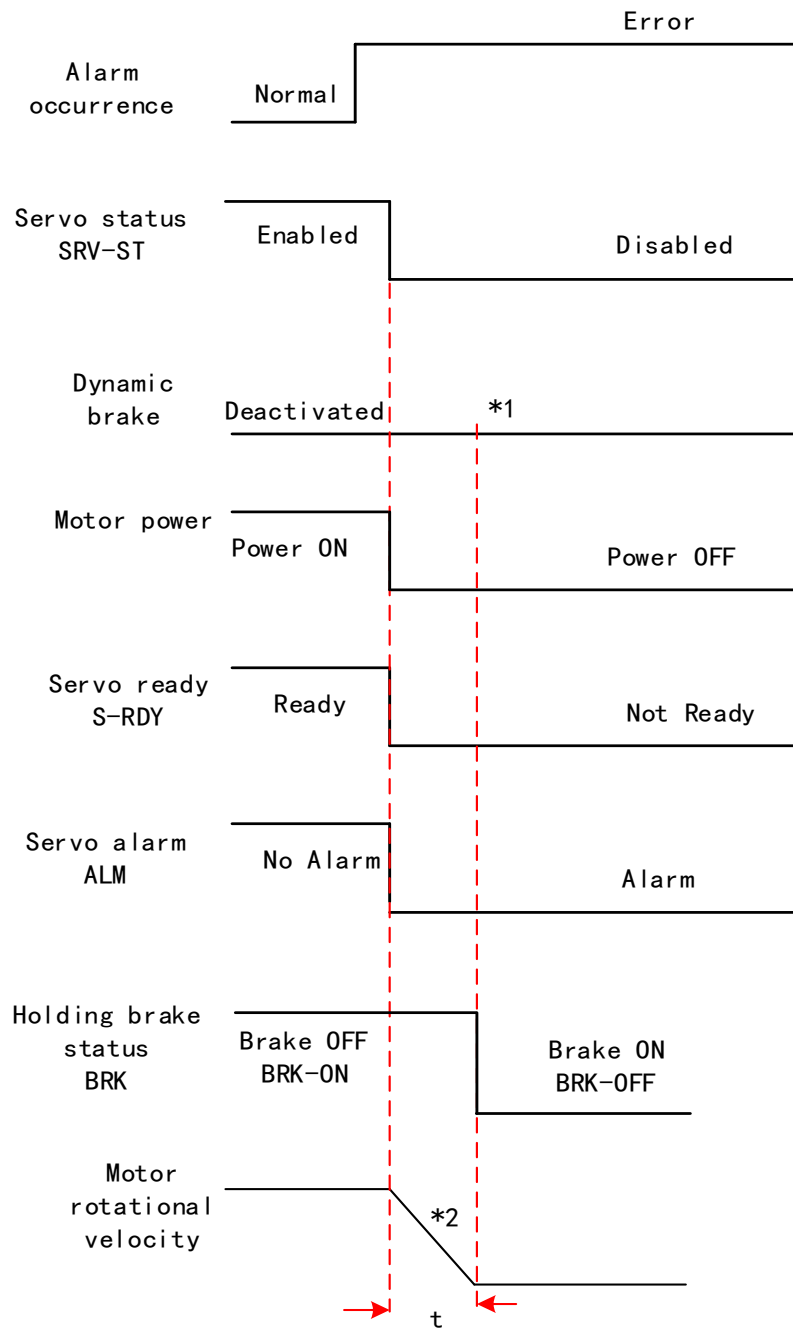 Error
Alarm
occurrence
Normal
Servo status
SRV-ST
Enabled
Disabled
Dynamic
brake
Deactivated
*1
Motor power
Power ON
Power OFF
Servo ready
S-RDY
Ready
Not Ready
Servo alarm
ALM
No Alarm
Alarm
Holding brake
status
BRK
Brake OFF
BRK-ON
Brake ON
BRK-OFF
Motor
rotational
velocity
*2
t